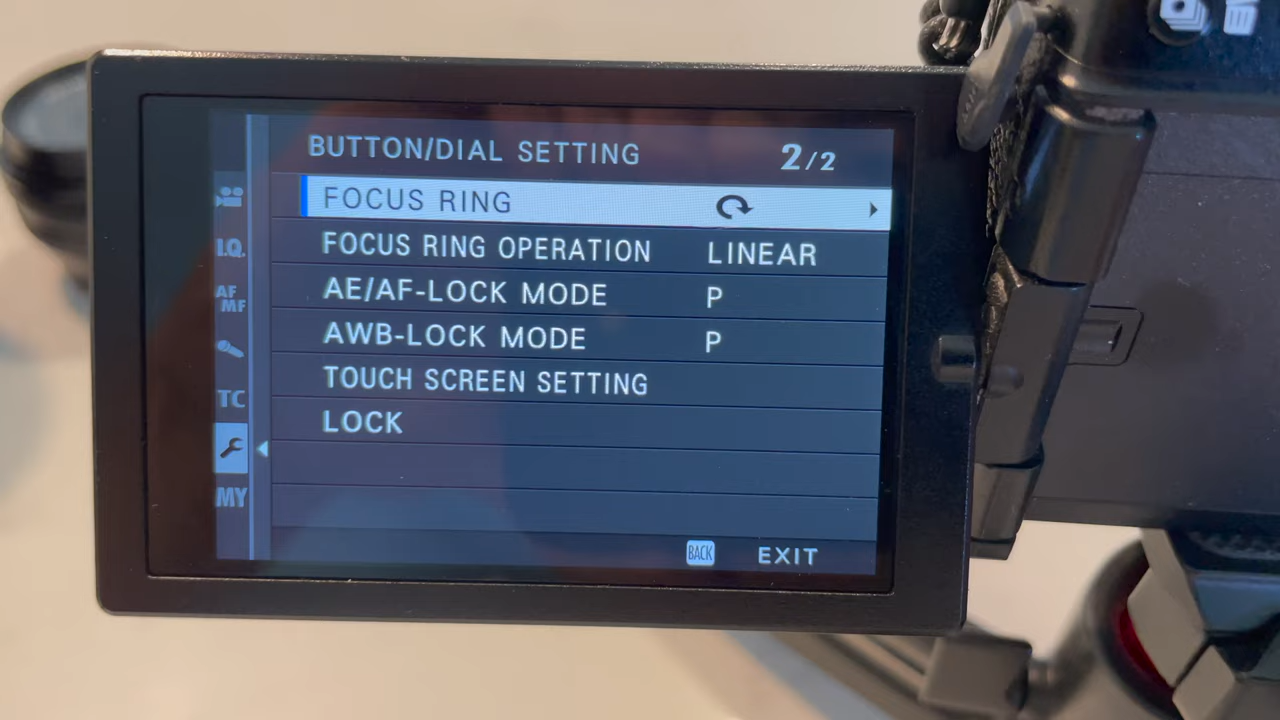 BUTTON/DIAL SETTING 2/2
FOCUS RING
FOCUS RING OPERATION LINEAR
AE/AF-LOCK MODE P
AWB-LOCK MODE P
TOUCH SCREEN SETTING
LOCK
I.Q.
AF
MF
TC
MY
BACK EXIT